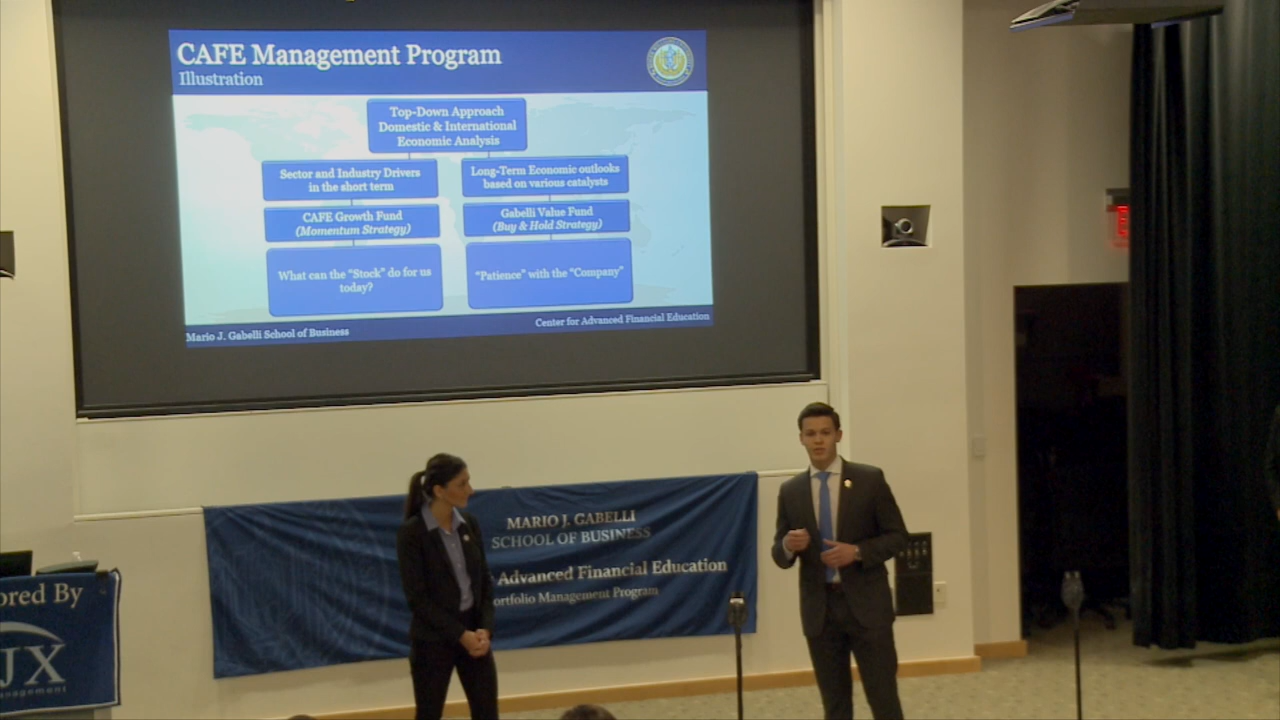 CAFE Management Program
Illustration
Top-Down Approach
Domestic & International
Economic Analysis
Sector and Industry Drivers
in the short term
Long-Term Economic outlooks
based on various catalysts
CAFE Growth Fund
(Momentum Strategy)
Gabelli Value Fund
(Buy & Hold Strategy)
What can the "Stock" do for us
today?
"Patience" with the "Company"
Mario J. Gabelli School of Business
Center for Advanced Financial Education
MARIO J. GABELLI
SCHOOL OF BUSINESS
Advanced Financial Education
ortfolio Management Program
ored By
JX
nagement